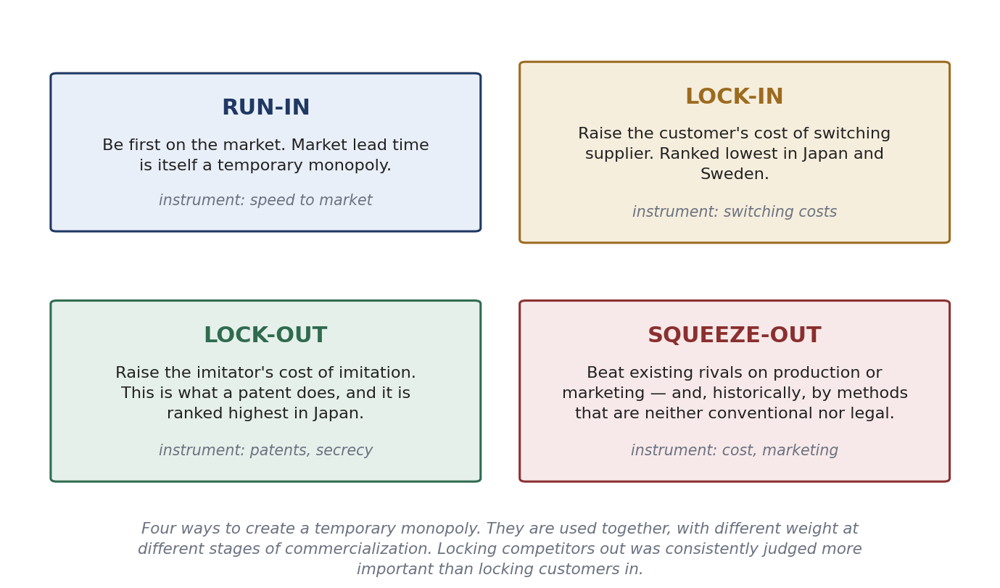 RUN-IN
Be first on the market. Market lead time
is itself a temporary monopoly.
instrument: speed to market
LOCK-IN
Raise the customer's cost of switching
supplier. Ranked lowest in Japan and
Sweden.
instrument: switching costs
LOCK-OUT
Raise the imitator's cost of imitation.
This is what a patent does, and it is
ranked highest in Japan.
instrument: patents, secrecy
SQUEEZE-OUT
Beat existing rivals on production or
marketing — and, historically, by methods
that are neither conventional nor legal.
instrument: cost, marketing
Four ways to create a temporary monopoly. They are used together, with different weight at
different stages of commercialization. Locking competitors out was consistently judged more
important than locking customers in.